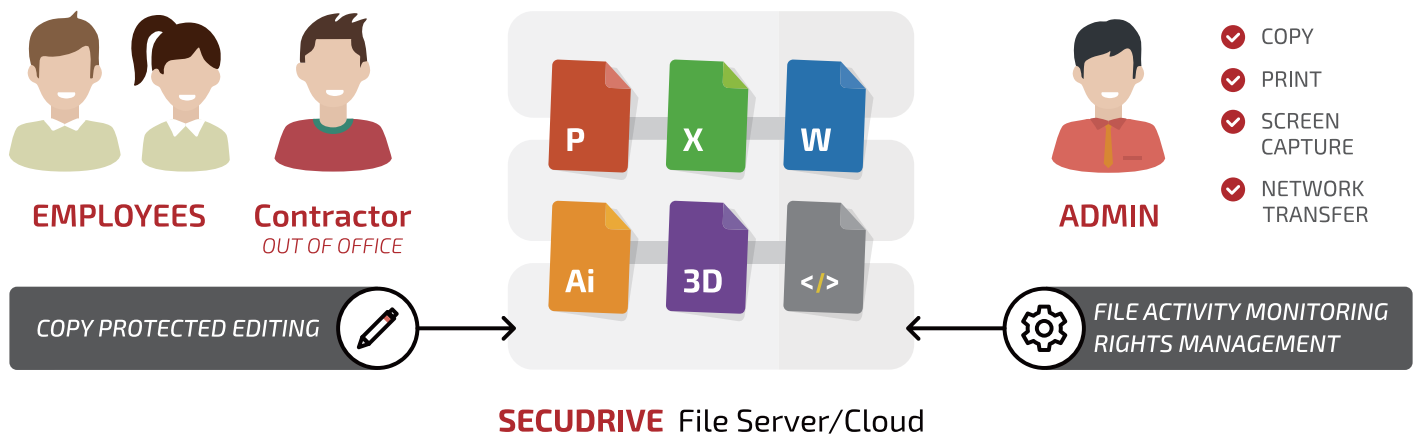 EMPLOYEES
Contractor
OUT OF OFFICE
COPY PROTECTED EDITING
P
X
W
Ai
3D
</>
ADMIN
COPY
PRINT
SCREEN
CAPTURE
NETWORK
TRANSFER
FILE ACTIVITY MONITORING
RIGHTS MANAGEMENT
SECUDRIVE File Server/Cloud